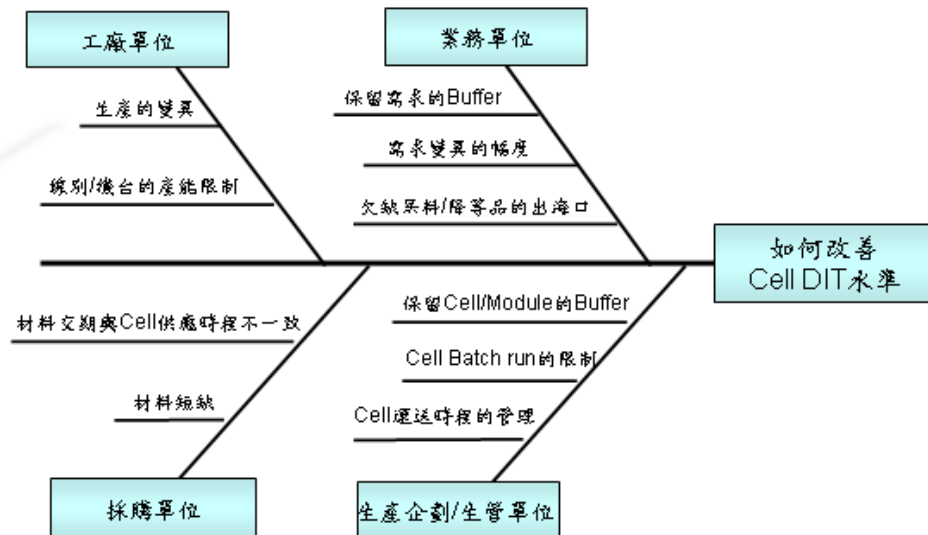 工廠單位
業務單位
生產的變異
線別/機台的產能限制
保留需求的Buffer
需求變異的幅度
欠缺呆料/降等品的出海口
如何改善
Cell DIT水準
材料交期與Cell供應時程不一致
材料短缺
保留Cell/Module的Buffer
Cell Batch run的限制
Cell運送時程的管理
採購單位
生產企劃/生管單位